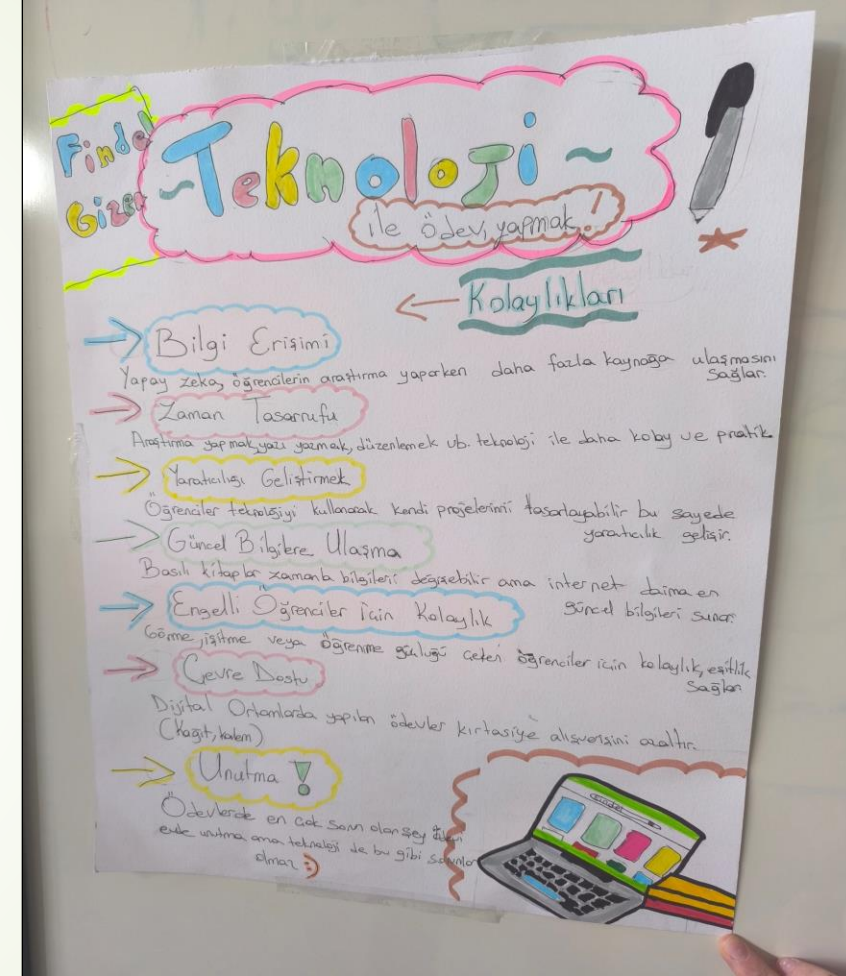 Teknoloji
ile ödev yapmak!
Kolaylıkları
Bilgi Erişimi
Yapay zeka, öğrencilerin araştırma yaparken daha fazla kaynağa ulaşmasını
sağlar.
Zaman Tasarrufu
Araştırma yapmak, yazı yazmak, düzenlemek vb. teknoloji ile daha kolay ve pratik
Yaratıcılığı Geliştirmek
Öğrenciler teknolojiyi kullanarak kendi projelerini tasarlayabilir bu sayede
yaratıcılık gelişir.
Güncel Bilgilere Ulaşma
Basılı kitaplar zamanla bilgileri değişebilir ama internet daima en
güncel bilgileri sunar.
Engelli Öğrenciler için Kolaylık
Görme, işitme veya öğrenme güçlüğü çeken öğrenciler için kolaylık, eşitlik
sağlar
Çevre Dostu
Dijital Ortamlarda yapılan ödevler kırtasiye alışverişini azaltır.
(Kağıt, kalem)
Unutma !
Ödevlerde en çok sorun olan şey
evde unutma ama teknoloji de bu gibi sorunlar
olmaz :)